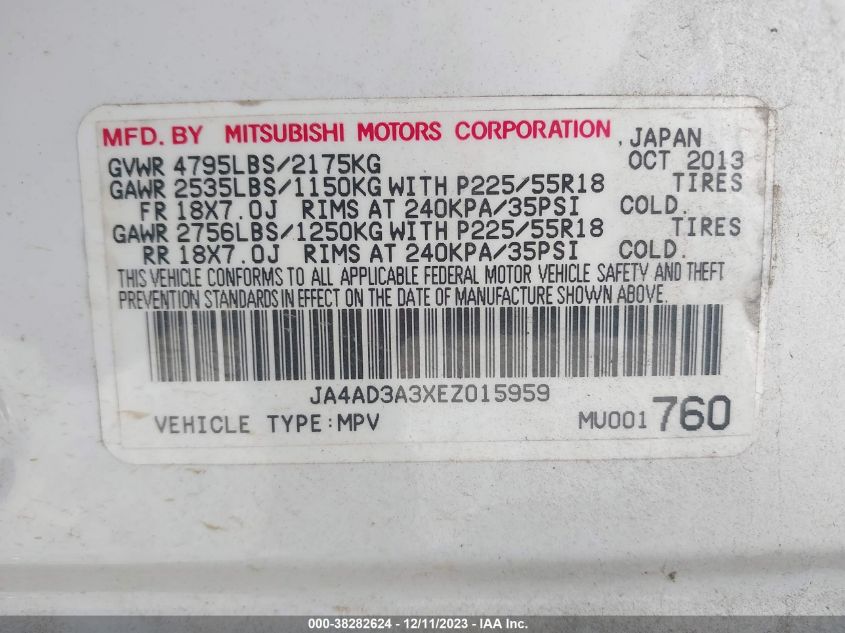 MFD. BY MITSUBISHI MOTORS CORPORATION , JAPAN
GVWR 4795LBS/2175KG OCT 2013
GAWR 2535LBS/1150KG WITH P225/55R18 TIRES
FR 18X7.0J RIMS AT 240KPA/35PSI COLD.
GAWR 2756LBS/1250KG WITH P225/55R18 TIRES
RR 18X7.0J RIMS AT 240KPA/35PSI COLD.
THIS VEHICLE CONFORMS TO ALL APPLICABLE FEDERAL MOTOR VEHICLE SAFETY AND THEFT
PREVENTION STANDARDS IN EFFECT ON THE DATE OF MANUFACTURE SHOWN ABOVE.
JA4AD3A3XEZ015959
VEHICLE TYPE:MPV MU001 760
000-38282624 - 12/11/2023 - IAA Inc.